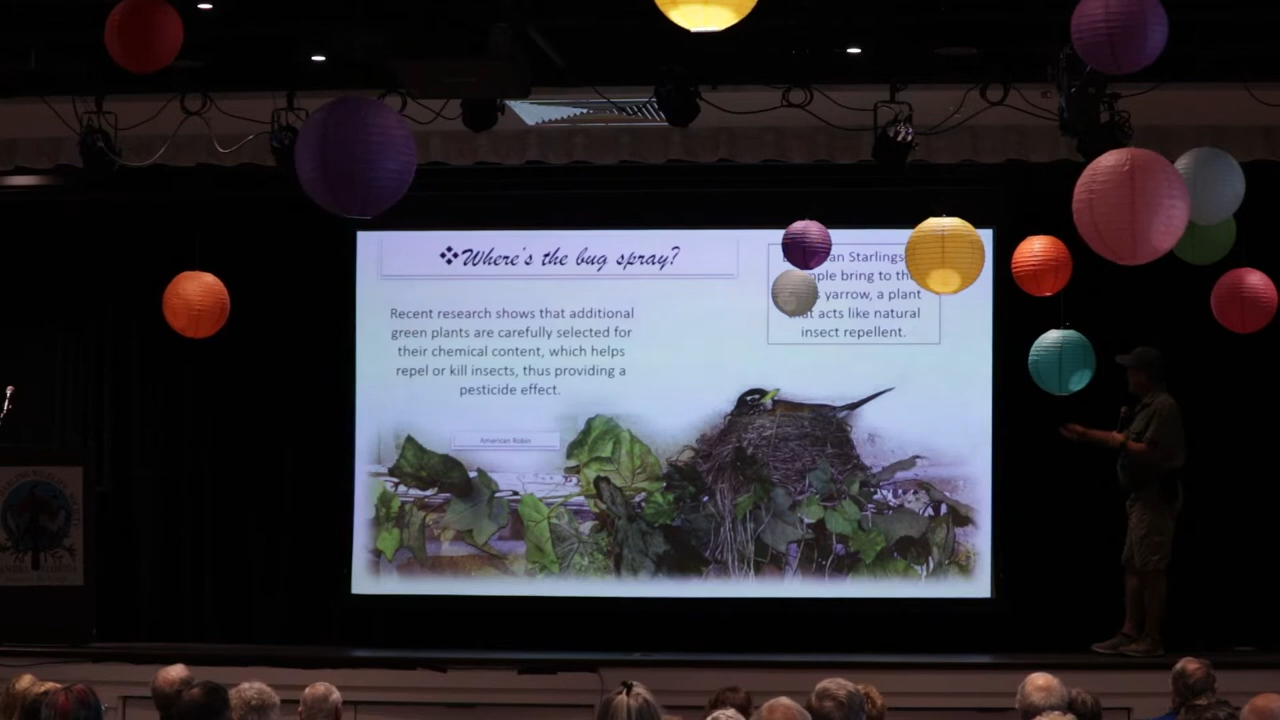 ❖Where's the bug spray?
Recent research shows that additional
green plants are carefully selected for
their chemical content, which helps
repel or kill insects, thus providing a
pesticide effect.
American Robin
an Starlings
mple bring to the
s yarrow, a plant
at acts like natural
insect repellent.